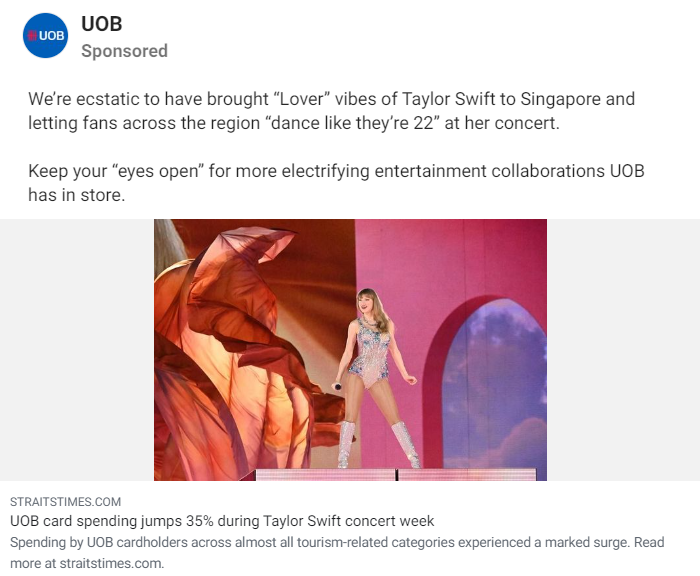 UOB
UOB
Sponsored
We’re ecstatic to have brought “Lover” vibes of Taylor Swift to Singapore and
letting fans across the region “dance like they’re 22” at her concert.
Keep your “eyes open” for more electrifying entertainment collaborations UOB
has in store.
STRAITSTIMES.COM
UOB card spending jumps 35% during Taylor Swift concert week
Spending by UOB cardholders across almost all tourism-related categories experienced a marked surge. Read
more at straitstimes.com.